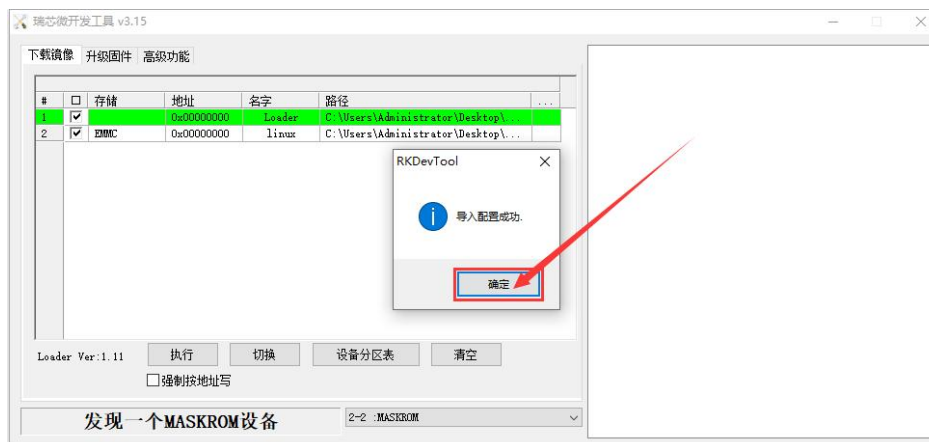 瑞芯微开发工具 v3.15
下载镜像 升级固件 高级功能
# 存储 地址 名字 路径 ...
1 0x00000000 Loader C:\Users\Administrator\Desktop\...
2 EMMC 0x00000000 linux C:\Users\Administrator\Desktop\...
RKDevTool
导入配置成功.
确定
Loader Ver:1.11 执行 切换 设备分区表 清空
强制按地址写
发现一个MASKROM设备 2-2 :MASKROM